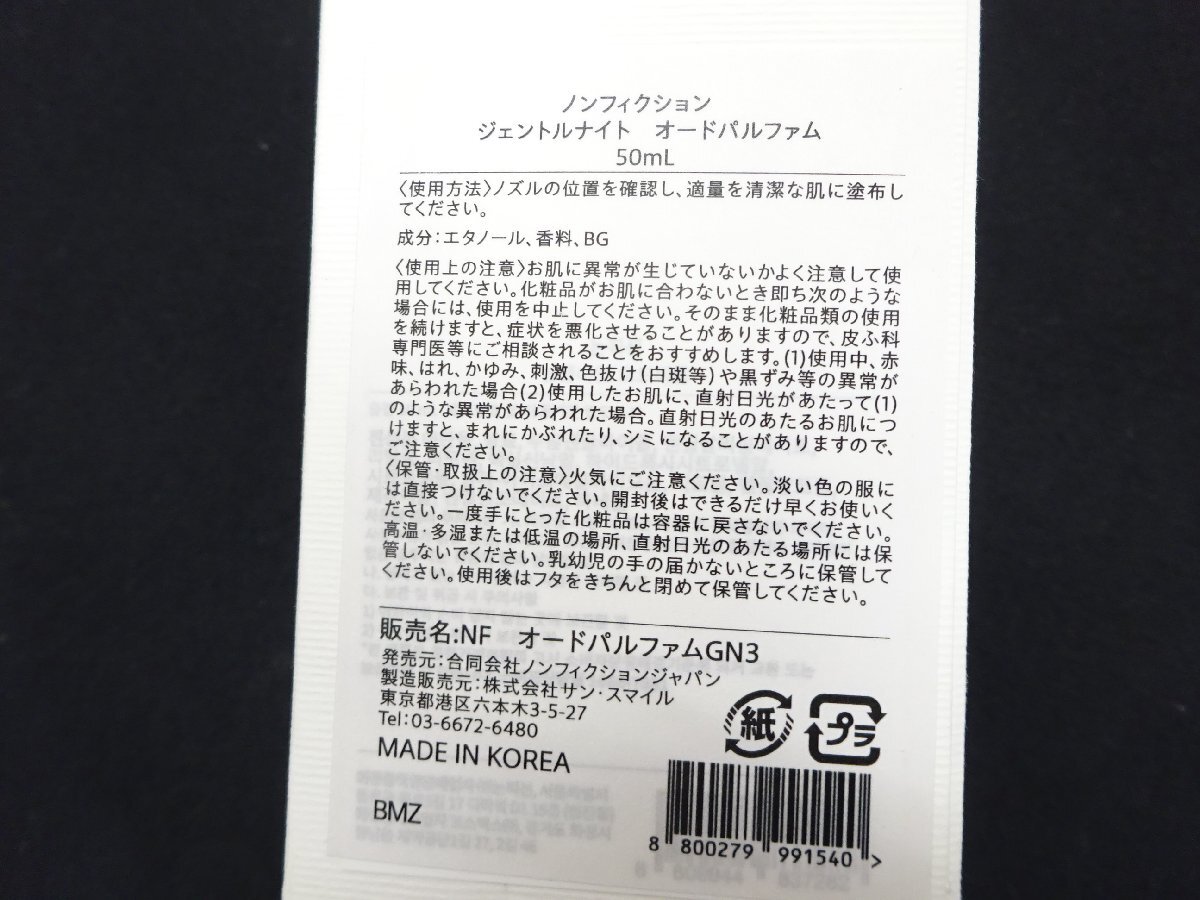 ノンフィクション
ジェントルナイト　オードパルファム
50mL
〈使用方法〉ノズルの位置を確認し、適量を清潔な肌に塗布し
てください。
成分：エタノール、香料、BG
〈使用上の注意〉お肌に異常が生じていないかよく注意して使
用してください。化粧品がお肌に合わないとき即ち次のような
場合には、使用を中止してください。そのまま化粧品類の使用
を続けますと、症状を悪化させることがありますので、皮ふ科
専門医等にご相談されることをおすすめします。(1)使用中、赤
味、はれ、かゆみ、刺激、色抜け(白斑等)や黒ずみ等の異常が
あらわれた場合(2)使用したお肌に、直射日光があたって(1)
のような異常があらわれた場合。直射日光のあたるお肌につ
けますと、まれにかぶれたり、シミになることがありますので、
ご注意ください。
〈保管・取扱上の注意〉火気にご注意ください。淡い色の服に
は直接つけないでください。開封後はできるだけ早くお使いく
ださい。一度手にとった化粧品は容器に戻さないでください。
高温・多湿または低温の場所、直射日光のあたる場所には保
管しないでください。乳幼児の手の届かないところに保管して
ください。使用後はフタをきちんと閉めて保管してください。
販売名:NF　オードパルファムGN3
発売元：合同会社ノンフィクションジャパン
製造販売元：株式会社サン・スマイル
東京都港区六本木3-5-27
Tel：03-6672-6480
MADE IN KOREA
紙 プラ
BMZ
8 800279 991540 >